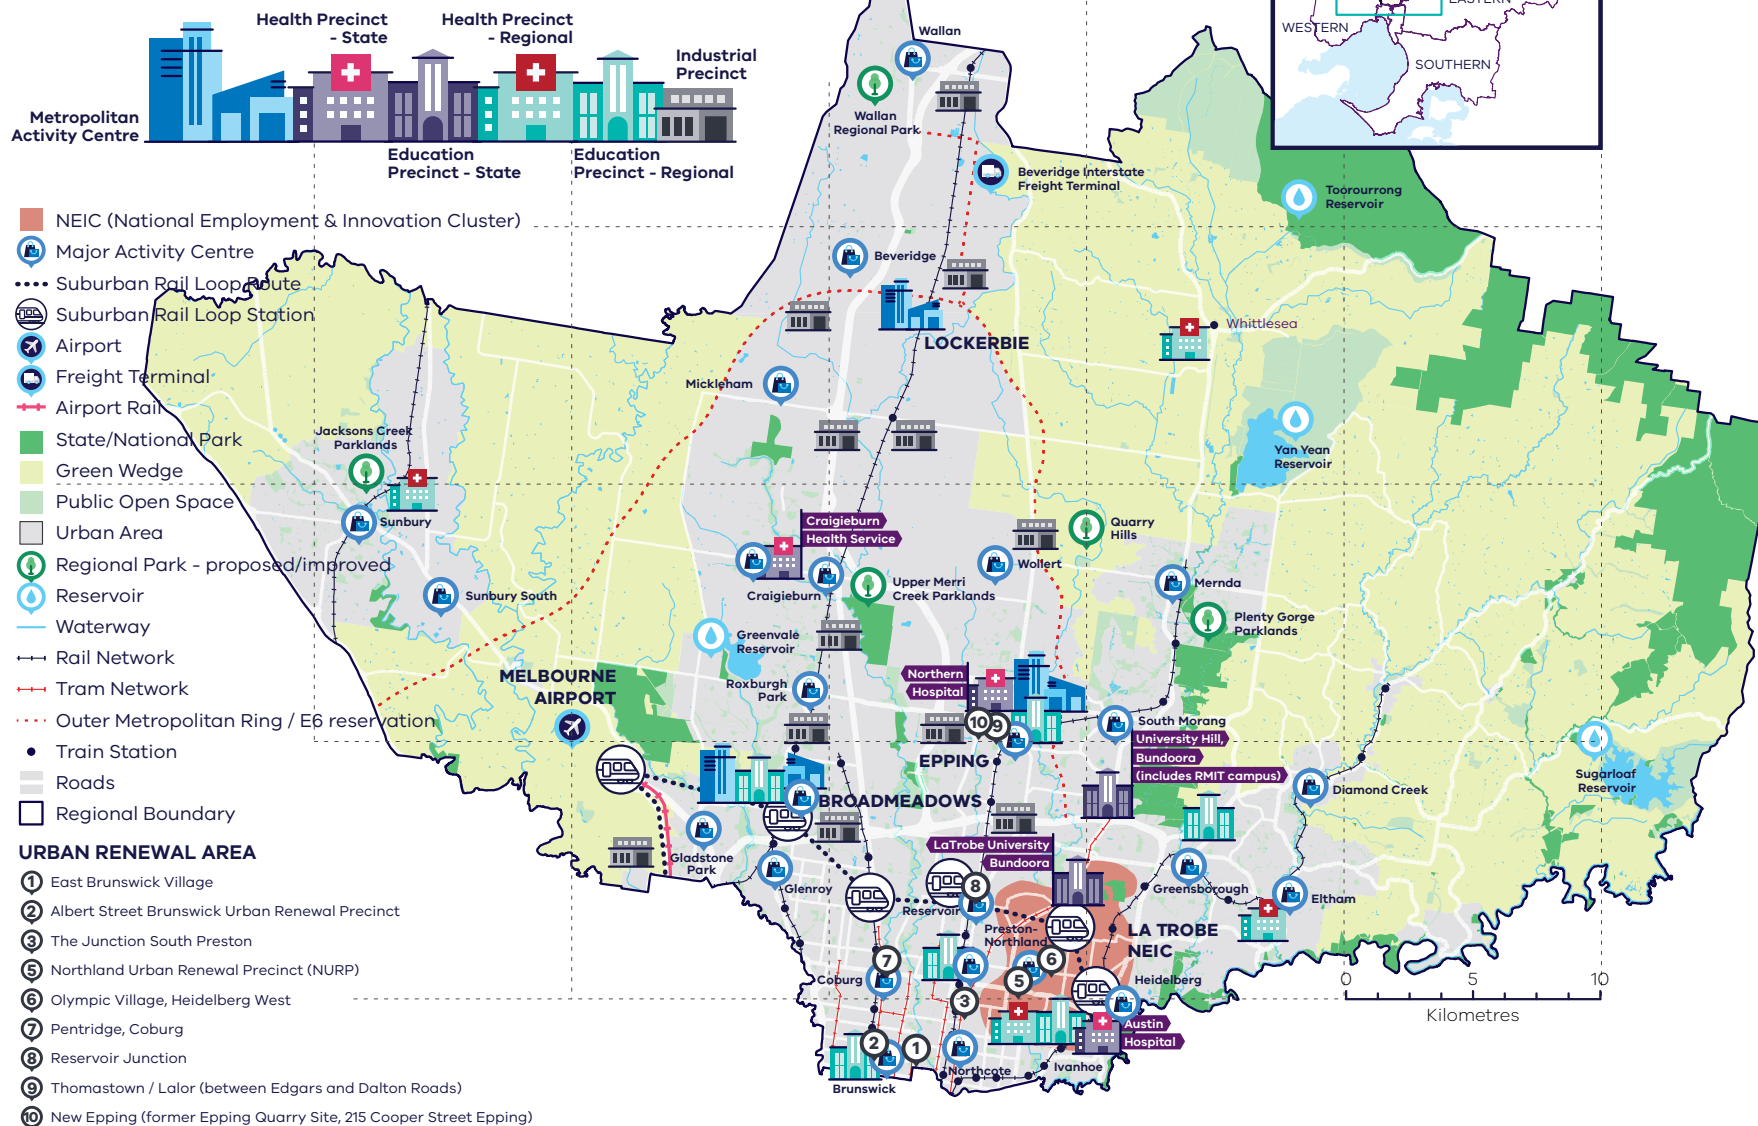 Health Precinct
- State
Health Precinct
- Regional
Industrial
Precinct
Metropolitan
Activity Centre
Education
Precinct - State
Education
Precinct - Regional
NEIC (National Employment & Innovation Cluster)
Major Activity Centre
Suburban Rail Loop Route
Suburban Rail Loop Station
Airport
Freight Terminal
Airport Rail
State/National Park
Green Wedge
Public Open Space
Urban Area
Regional Park - proposed/improved
Reservoir
Waterway
Rail Network
Tram Network
Outer Metropolitan Ring / E6 reservation
Train Station
Roads
Regional Boundary
URBAN RENEWAL AREA
1 East Brunswick Village
2 Albert Street Brunswick Urban Renewal Precinct
3 The Junction South Preston
5 Northland Urban Renewal Precinct (NURP)
6 Olympic Village, Heidelberg West
7 Pentridge, Coburg
8 Reservoir Junction
9 Thomastown / Lalor (between Edgars and Dalton Roads)
10 New Epping (former Epping Quarry Site, 215 Cooper Street Epping)
EASTERN
WESTERN
SOUTHERN
Wallan
Wallan
Regional Park
Beveridge Interstate
Freight Terminal
Toorourrong
Reservoir
Beveridge
LOCKERBIE
Whittlesea
Mickleham
Jacksons Creek
Parklands
Yan Yean
Reservoir
Sunbury
Craigieburn
Health Service
Quarry
Hills
Wollert
Mernda
Sunbury South
Craigieburn
Upper Merri
Creek Parklands
Plenty Gorge
Parklands
Greenvale
Reservoir
MELBOURNE
AIRPORT
Northern
Hospital
Roxburgh
Park
10
9
South Morang
University Hill,
Bundoora
(includes RMIT campus)
EPPING
Sugarloaf
Reservoir
Diamond Creek
BROADMEADOWS
LaTrobe University
Bundoora
Gladstone
Park
Glenroy
8
Reservoir
Greensborough
Eltham
Preston-
Northland
LA TROBE
NEIC
7
6
5
Coburg
Heidelberg
3
Austin
Hospital
2
1
Northcote
Ivanhoe
Brunswick
0 5 10
Kilometres